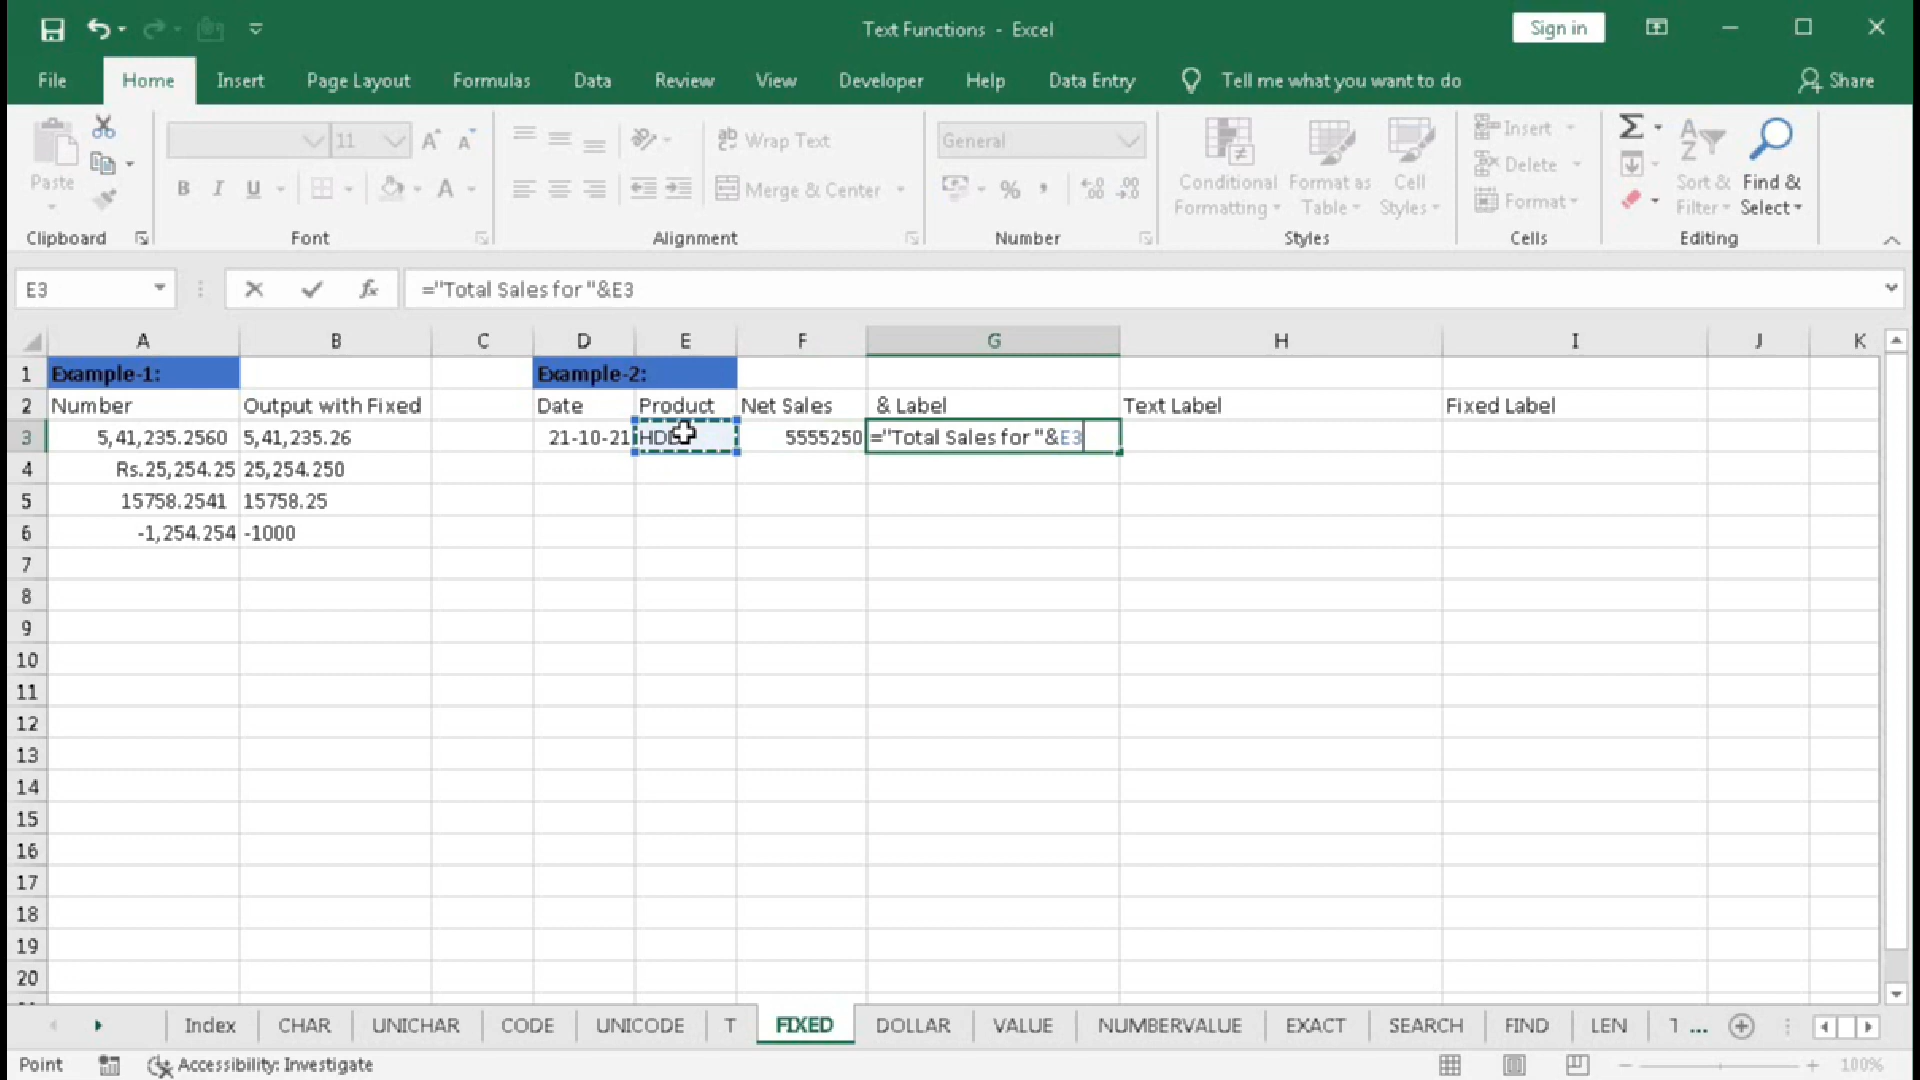 Text Functions - Excel
Sign in
File Home Insert Page Layout Formulas Data Review View Developer Help Data Entry Tell me what you want to do Share
Paste
11
Wrap Text
General
B I U
Merge & Center
%
Conditional Formatting
Format as Table
Cell Styles
Insert
Delete
Format
Sort & Filter
Find & Select
Clipboard Font Alignment Number Styles Cells Editing
E3
="Total Sales for "&E3
A B C D E F G H I J K
1 Example-1: Example-2:
2 Number Output with Fixed Date Product Net Sales & Label Text Label Fixed Label
3 5,41,235.2560 5,41,235.26 21-10-21 5555250 ="Total Sales for "&E3
4 Rs.25,254.25 25,254.250
5 15758.2541 15758.25
6 -1,254.254 -1000
7
8
9
10
11
12
13
14
15
16
17
18
19
20
Index CHAR UNICHAR CODE UNICODE T FIXED DOLLAR VALUE NUMBERVALUE EXACT SEARCH FIND LEN T ...
Point Accessibility: Investigate 100%